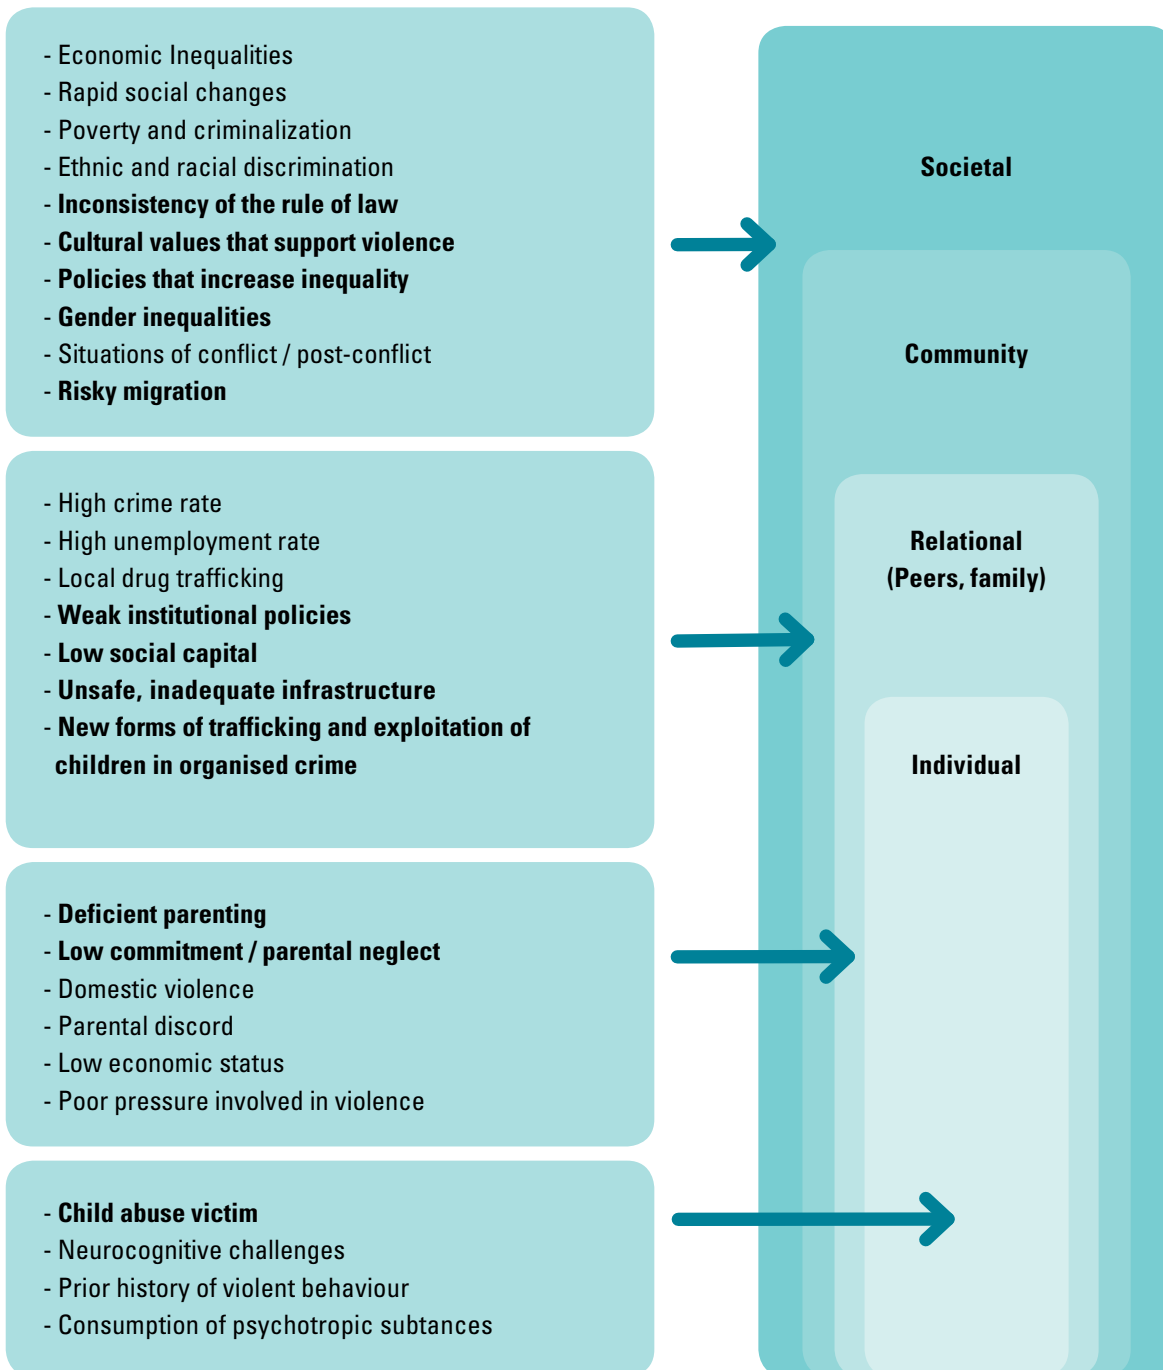 - Economic Inequalities
- Rapid social changes
- Poverty and criminalization
- Ethnic and racial discrimination
- Inconsistency of the rule of law
- Cultural values that support violence
- Policies that increase inequality
- Gender inequalities
- Situations of conflict / post-conflict
- Risky migration
Societal
Community
- High crime rate
- High unemployment rate
- Local drug trafficking
- Weak institutional policies
- Low social capital
- Unsafe, inadequate infrastructure
- New forms of trafficking and exploitation of
children in organised crime
Relational
(Peers, family)
Individual
- Deficient parenting
- Low commitment / parental neglect
- Domestic violence
- Parental discord
- Low economic status
- Poor pressure involved in violence
- Child abuse victim
- Neurocognitive challenges
- Prior history of violent behaviour
- Consumption of psychotropic subtances